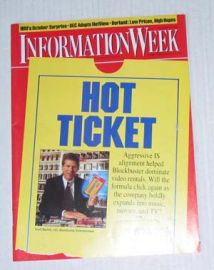 IBM's October Surprise • DEC Adopts NetView • Borland: Low Prices, High Hopes
INFORMATIONWEEK
HOT
TICKET
Aggressive IS
alignment helped
Blockbuster dominate
video rentals. Will the
formula click again as
the company boldly
expands into music,
movies, and TV?